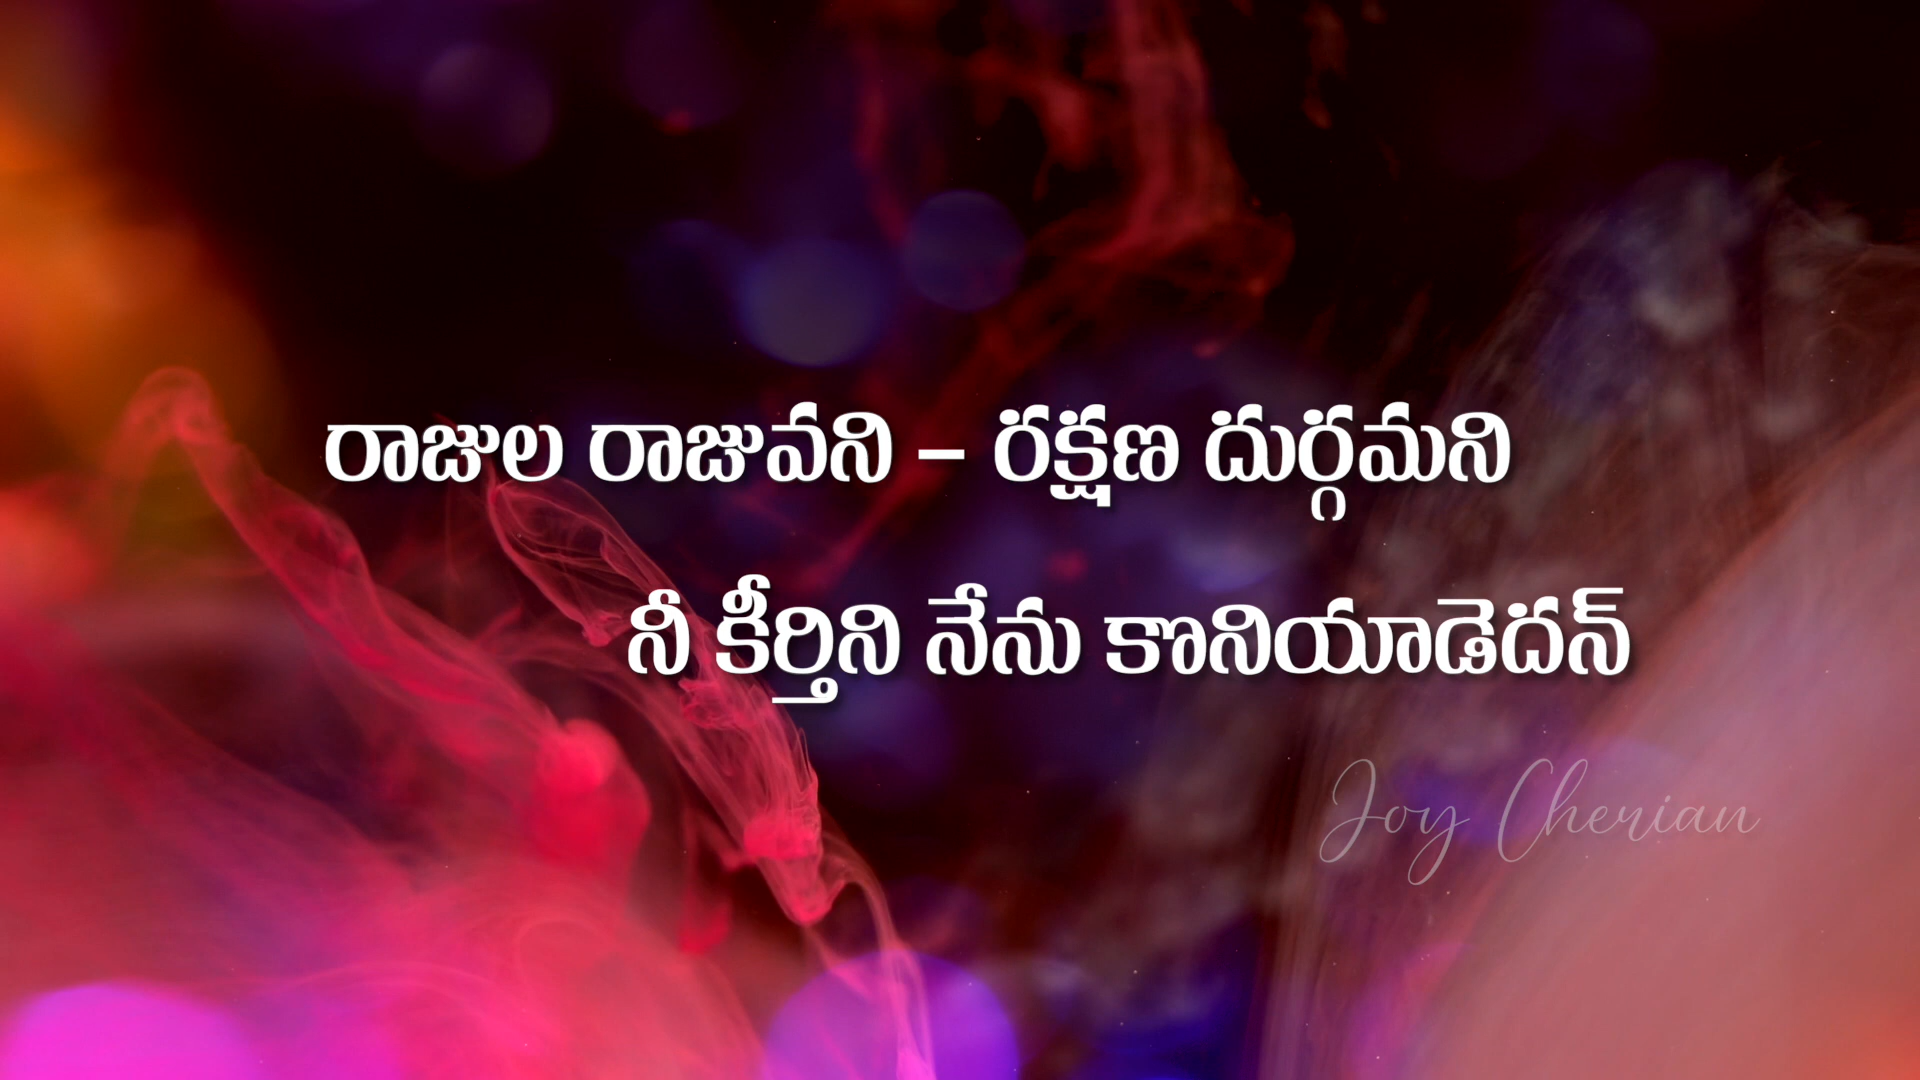 రాజుల రాజువని – రక్షణ దుర్గమని
నీ కీర్తిని నేను కొనియాడెదన్
Joy Cherian